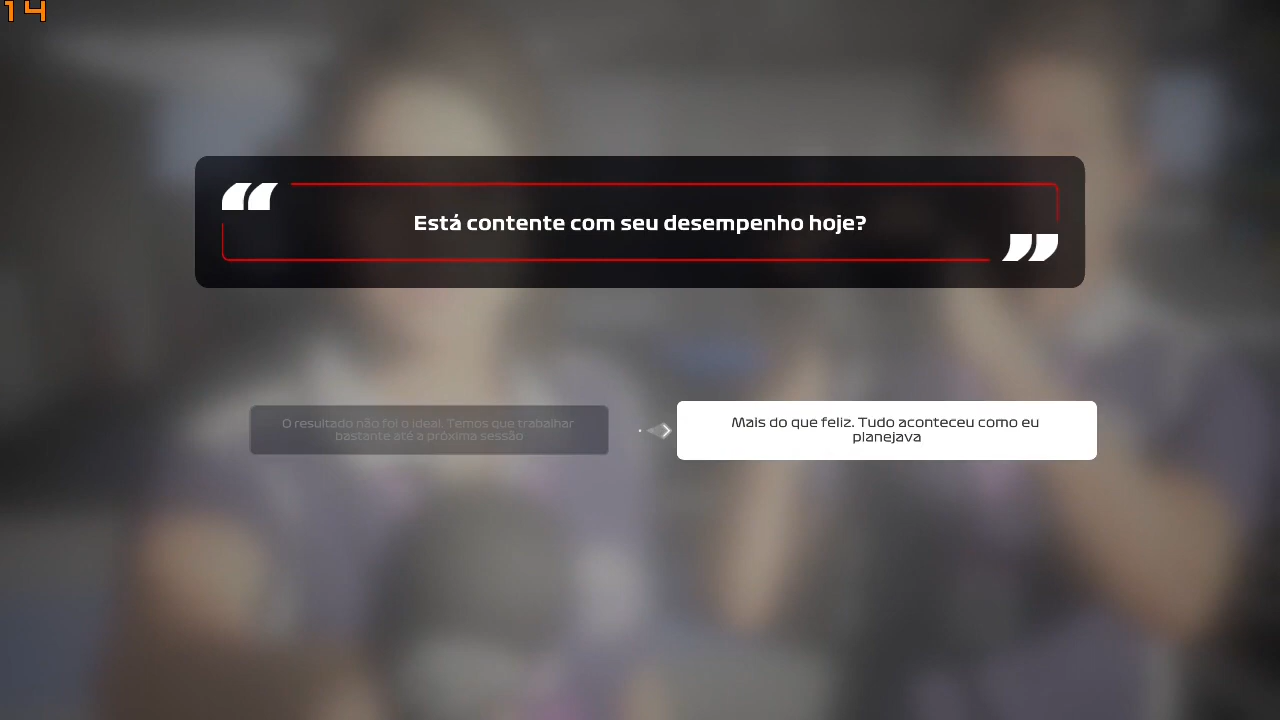 14
Está contente com seu desempenho hoje?
O resultado não foi o ideal. Temos que trabalhar
bastante até a próxima sessão
Mais do que feliz. Tudo aconteceu como eu
planejava